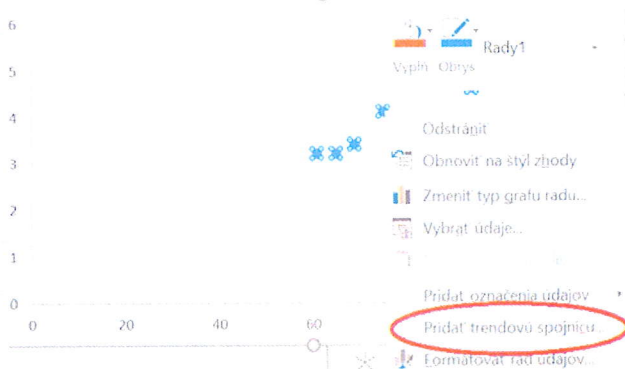 6
5
4
3
2
1
0
0 20 40 60
Výplň Obrys
Rady1
Odstrániť
Obnoviť na štýl zhody
Zmeniť typ grafu radu...
Vybrať údaje...
Pridať označenia údajov
Pridať trendovú spojnicu...
Formátovať rad údajov...